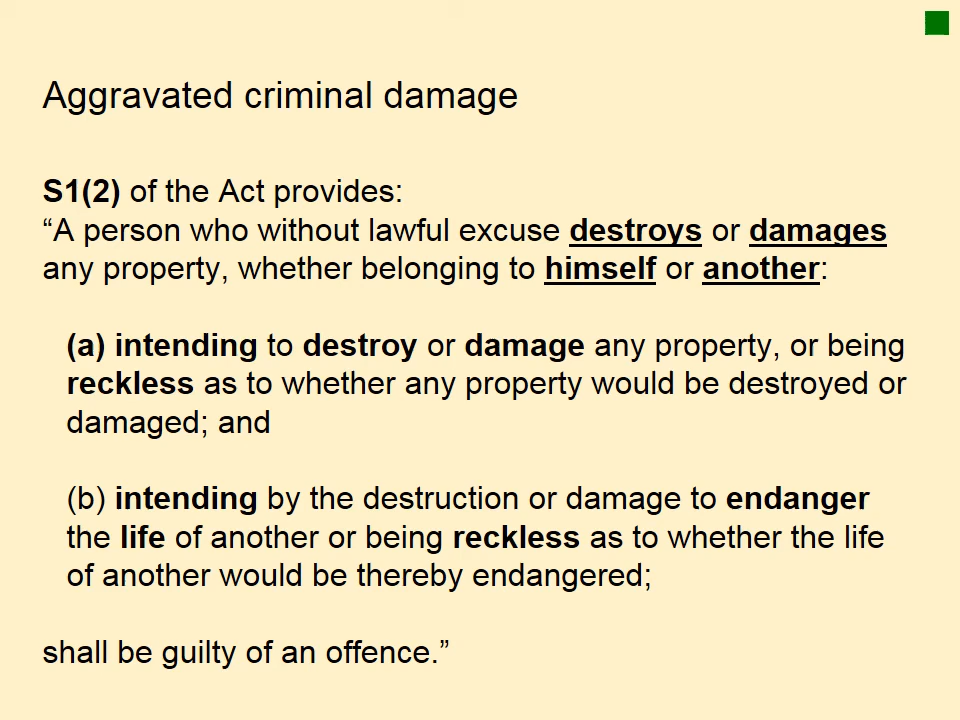 Aggravated criminal damage
S1(2) of the Act provides:
“A person who without lawful excuse destroys or damages
any property, whether belonging to himself or another:
(a) intending to destroy or damage any property, or being
reckless as to whether any property would be destroyed or
damaged; and
(b) intending by the destruction or damage to endanger
the life of another or being reckless as to whether the life
of another would be thereby endangered;
shall be guilty of an offence.”